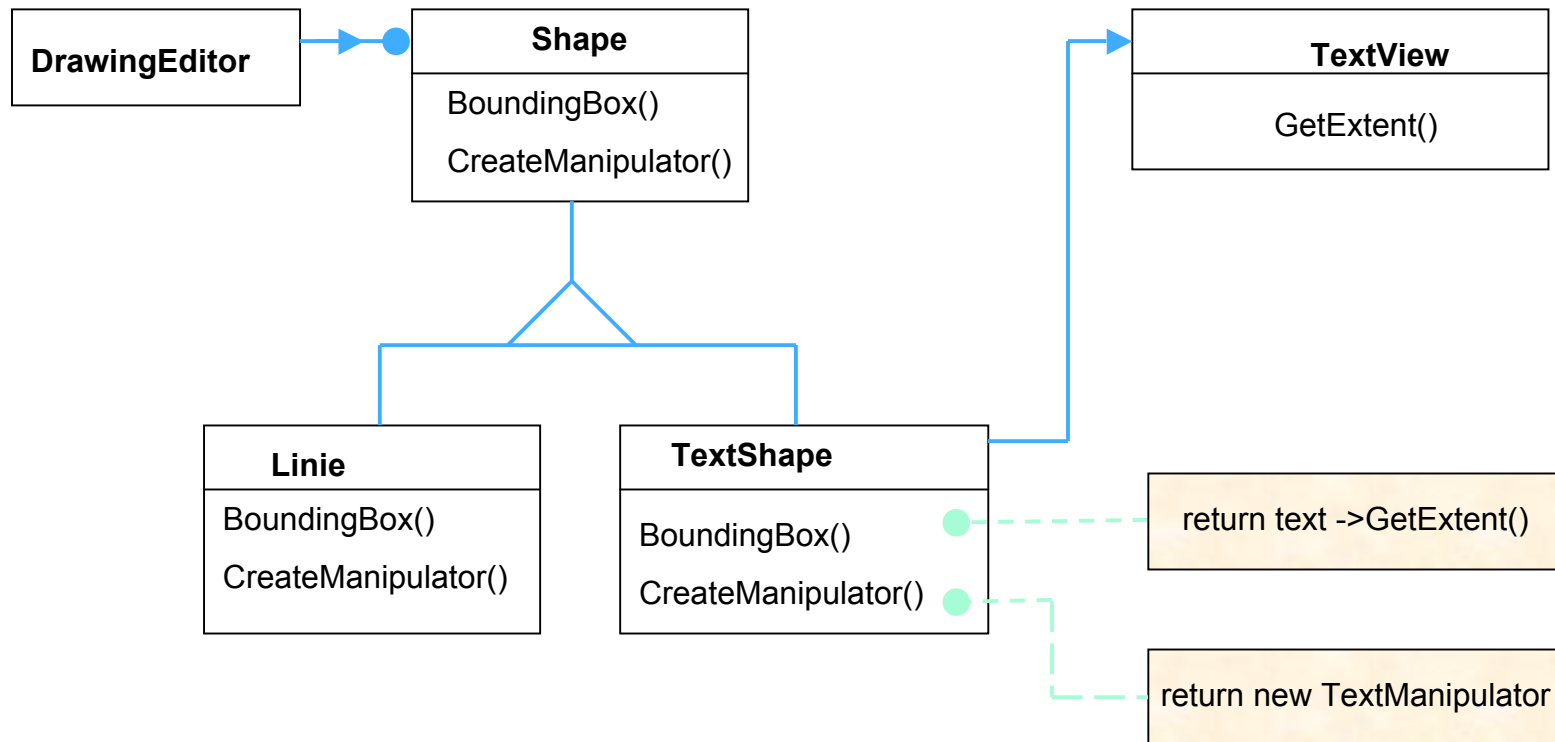 DrawingEditor
Shape
BoundingBox()
CreateManipulator()
TextView
GetExtent()
Linie
BoundingBox()
CreateManipulator()
TextShape
BoundingBox()
CreateManipulator()
return text ->GetExtent()
return new TextManipulator